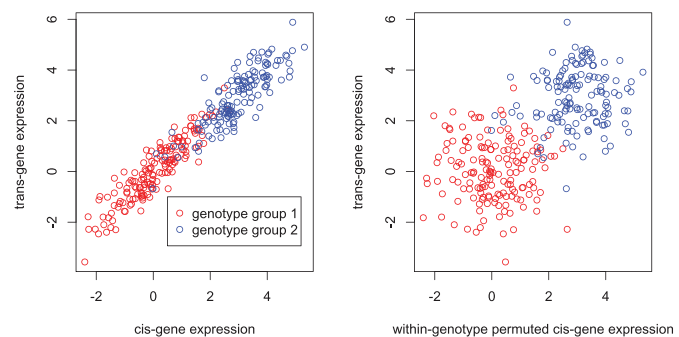 trans-gene expression
6
4
2
0
-2
genotype group 1
genotype group 2
-2 0 2 4
cis-gene expression
trans-gene expression
6
4
2
0
-2
-2 0 2 4
within-genotype permuted cis-gene expression